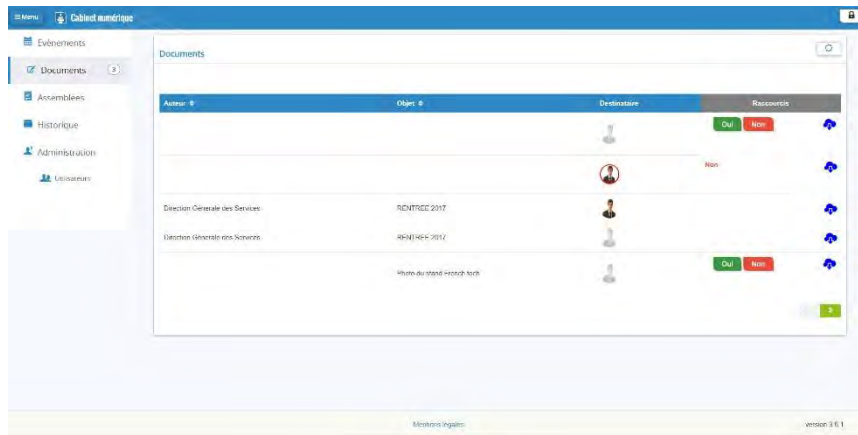 Menu Cabinet numérique
Evènements
Documents 3
Assemblées
Historique
Administration
Utilisateurs
Documents
Auteur Objet Destinataire Raccourcis
Oui Non
Non
Direction Générale des Services RENTREE 2017
Direction Générale des Services RENTREE 2017
Photo du stand French tech Oui Non
Mentions légales version 3.6.1